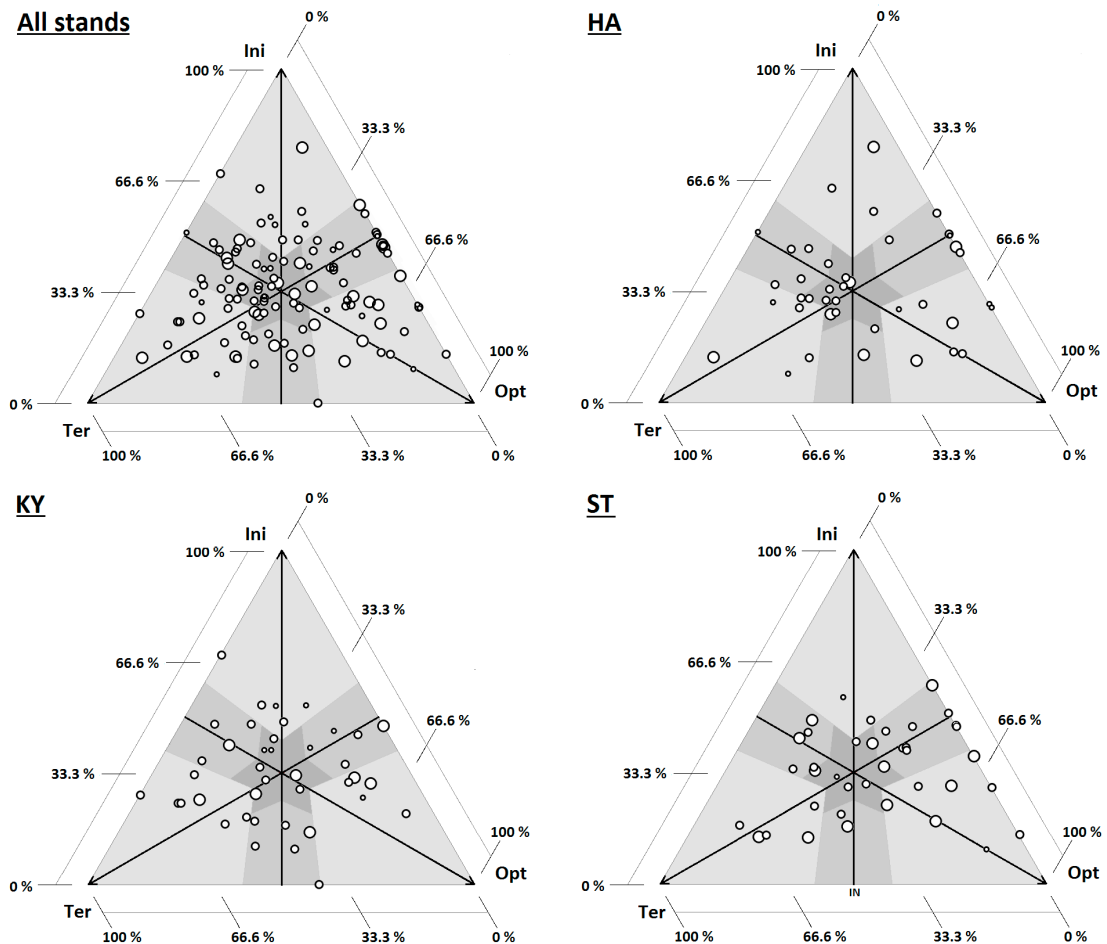 All stands
0 %
Ini
100 %
33.3 %
66.6 %
66.6 %
33.3 %
100 %
Opt
0 %
Ter
100 %
66.6 %
33.3 %
0 %
HA
0 %
Ini
100 %
33.3 %
66.6 %
66.6 %
33.3 %
100 %
Opt
0 %
Ter
100 %
66.6 %
33.3 %
0 %
KY
0 %
Ini
100 %
33.3 %
66.6 %
66.6 %
33.3 %
100 %
Opt
0 %
Ter
100 %
66.6 %
33.3 %
0 %
ST
0 %
Ini
100 %
33.3 %
66.6 %
66.6 %
33.3 %
100 %
Opt
0 %
IN
Ter
100 %
66.6 %
33.3 %
0 %